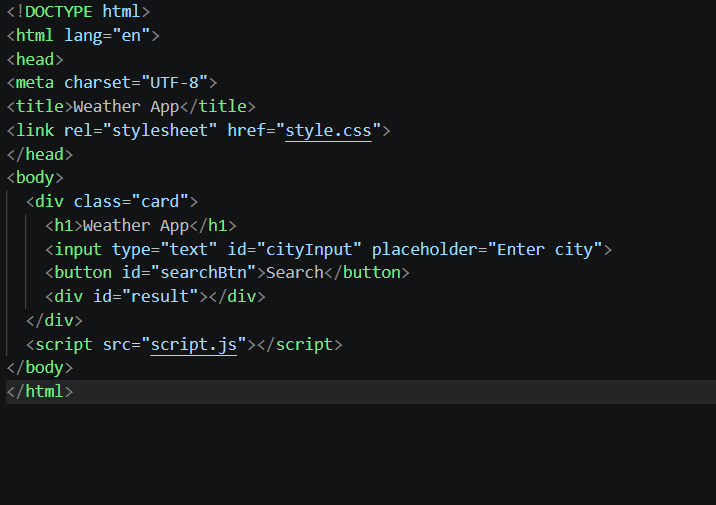 <!DOCTYPE html>
<html lang="en">
<head>
<meta charset="UTF-8">
<title>Weather App</title>
<link rel="stylesheet" href="style.css">
</head>
<body>
  <div class="card">
    <h1>Weather App</h1>
    <input type="text" id="cityInput" placeholder="Enter city">
    <button id="searchBtn">Search</button>
    <div id="result"></div>
  </div>
  <script src="script.js"></script>
</body>
</html>